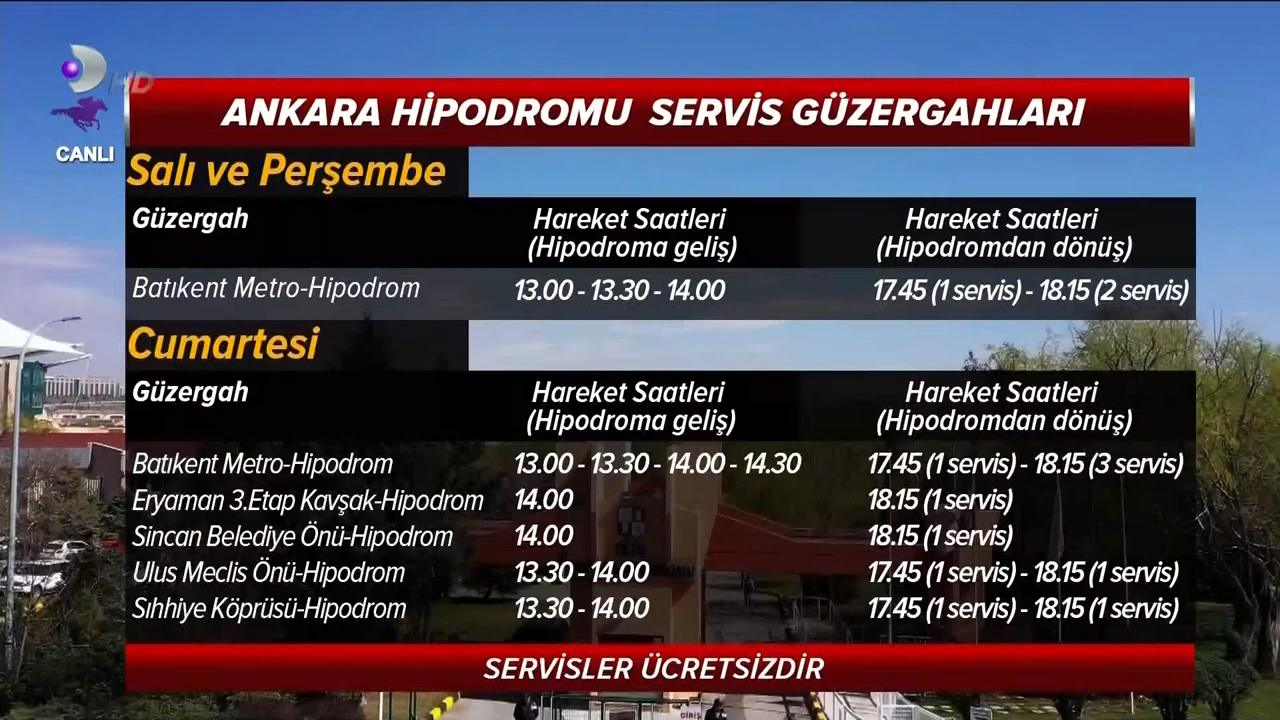 HD
CANLI
ANKARA HİPODROMU SERVİS GÜZERGAHLARI
Salı ve Perşembe
Güzergah Hareket Saatleri (Hipodroma geliş) Hareket Saatleri (Hipodromdan dönüş)
Batıkent Metro-Hipodrom 13.00 - 13.30 - 14.00 17.45 (1 servis) - 18.15 (2 servis)
Cumartesi
Güzergah Hareket Saatleri (Hipodroma geliş) Hareket Saatleri (Hipodromdan dönüş)
Batıkent Metro-Hipodrom 13.00 - 13.30 - 14.00 - 14.30 17.45 (1 servis) - 18.15 (3 servis)
Eryaman 3.Etap Kavşak-Hipodrom 14.00 18.15 (1 servis)
Sincan Belediye Önü-Hipodrom 14.00 18.15 (1 servis)
Ulus Meclis Önü-Hipodrom 13.30 - 14.00 17.45 (1 servis) - 18.15 (1 servis)
Sıhhiye Köprüsü-Hipodrom 13.30 - 14.00 17.45 (1 servis) - 18.15 (1 servis)
SERVİSLER ÜCRETSİZDİR
GİRİŞ